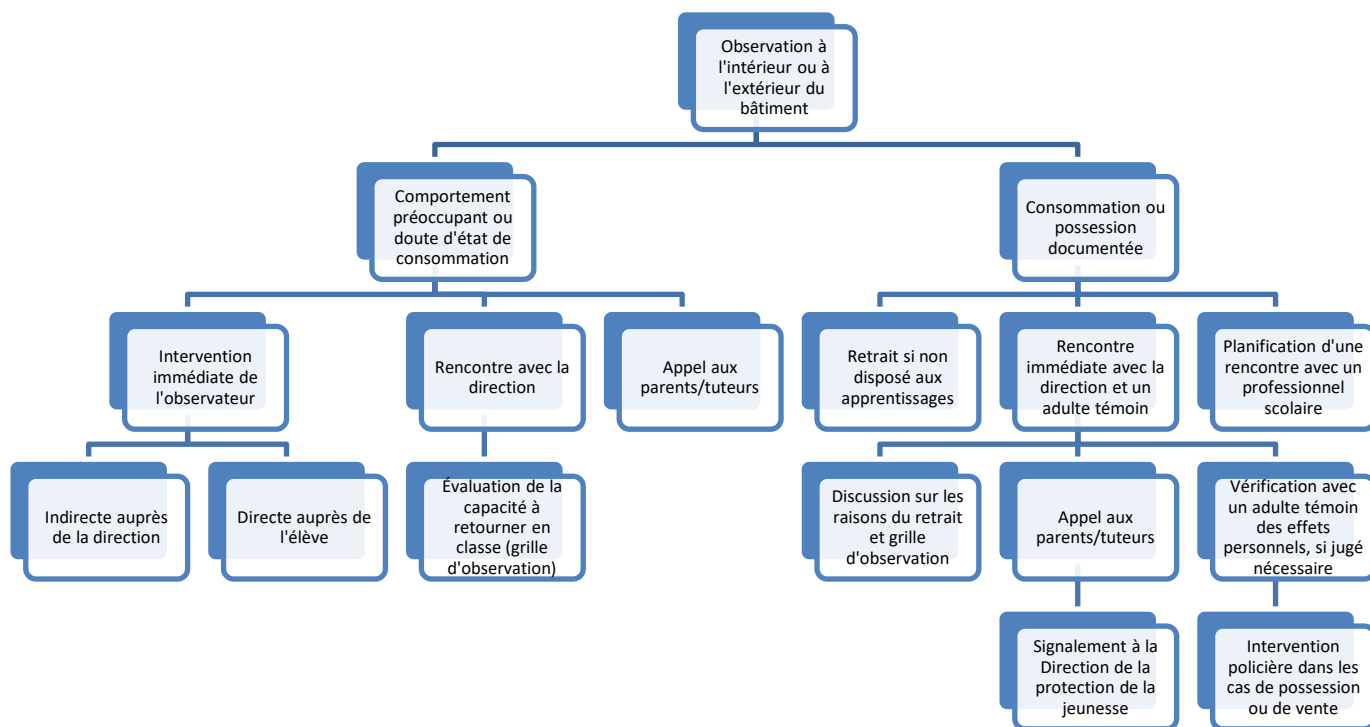 Observation à
l'intérieur ou à
l'extérieur du
bâtiment
Comportement
préoccupant ou
doute d'état de
consommation
Consommation ou
possession
documentée
Intervention
immédiate de
l'observateur
Rencontre avec la
direction
Appel aux
parents/tuteurs
Retrait si non
disposé aux
apprentissages
Rencontre
immédiate avec la
direction et un
adulte témoin
Planification d'une
rencontre avec un
professionnel
scolaire
Indirecte auprès
de la direction
Directe auprès de
l'élève
Évaluation de la
capacité à
retourner en
classe (grille
d'observation)
Discussion sur les
raisons du retrait
et grille
d'observation
Appel aux
parents/tuteurs
Vérification avec
un adulte témoin
des effets
personnels, si jugé
nécessaire
Signalement à la
Direction de la
protection de la
jeunesse
Intervention
policière dans les
cas de possession
ou de vente